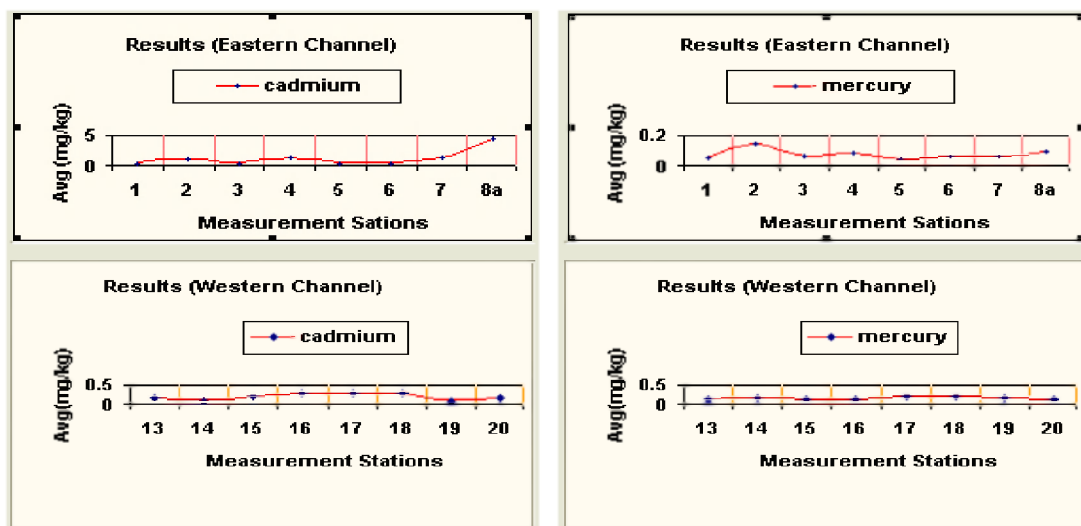 Results (Eastern Channel)
cadmium
Avg (mg/kg)
5
0
1 2 3 4 5 6 7 8a
Measurement Sations
Results (Eastern Channel)
mercury
Avg (mg/kg)
0.2
0
1 2 3 4 5 6 7 8a
Measurement Sations
Results (Western Channel)
cadmium
Avg(mg/kg)
0.5
0
13 14 15 16 17 18 19 20
Measurement Stations
Results (Western Channel)
mercury
Avg(mg/kg)
0.5
0
13 14 15 16 17 18 19 20
Measurement Stations